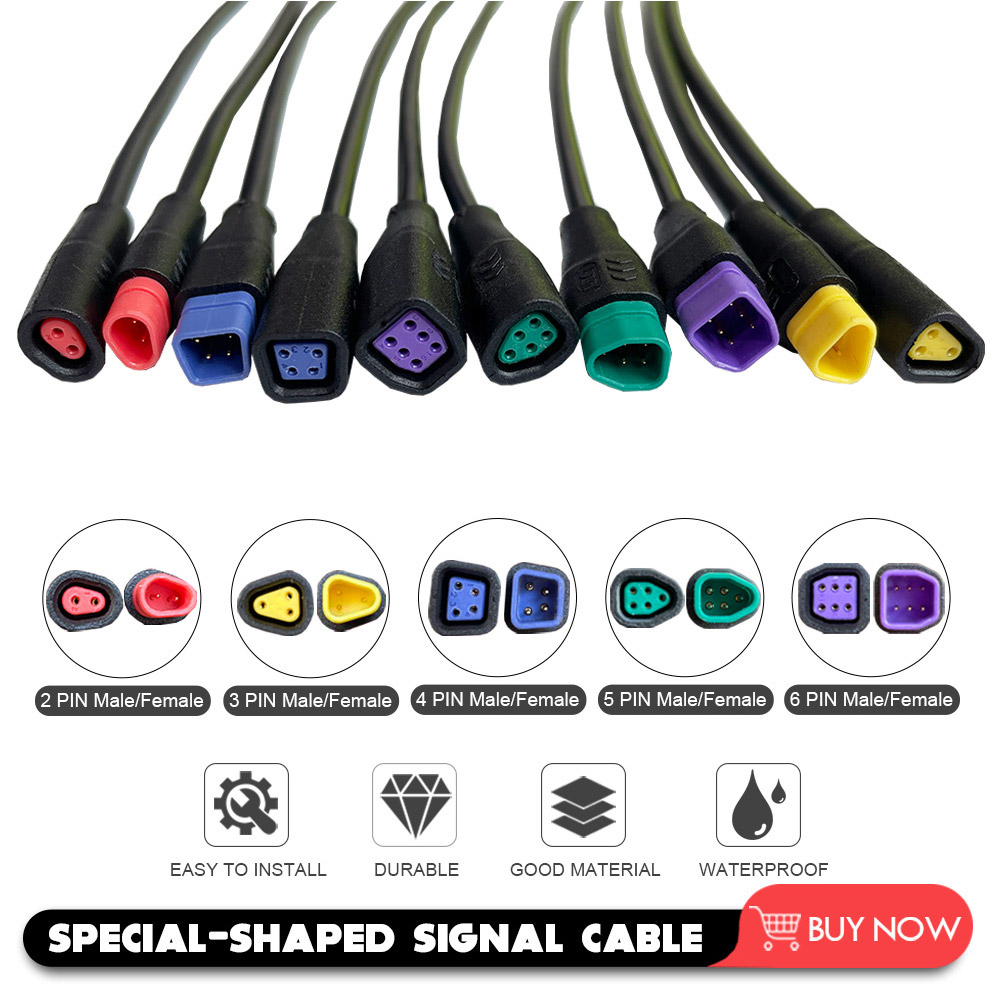 2 PIN Male/Female
3 PIN Male/Female
4 PIN Male/Female
5 PIN Male/Female
6 PIN Male/Female
EASY TO INSTALL
DURABLE
GOOD MATERIAL
WATERPROOF
SPECIAL-SHAPED SIGNAL CABLE
BUY NOW